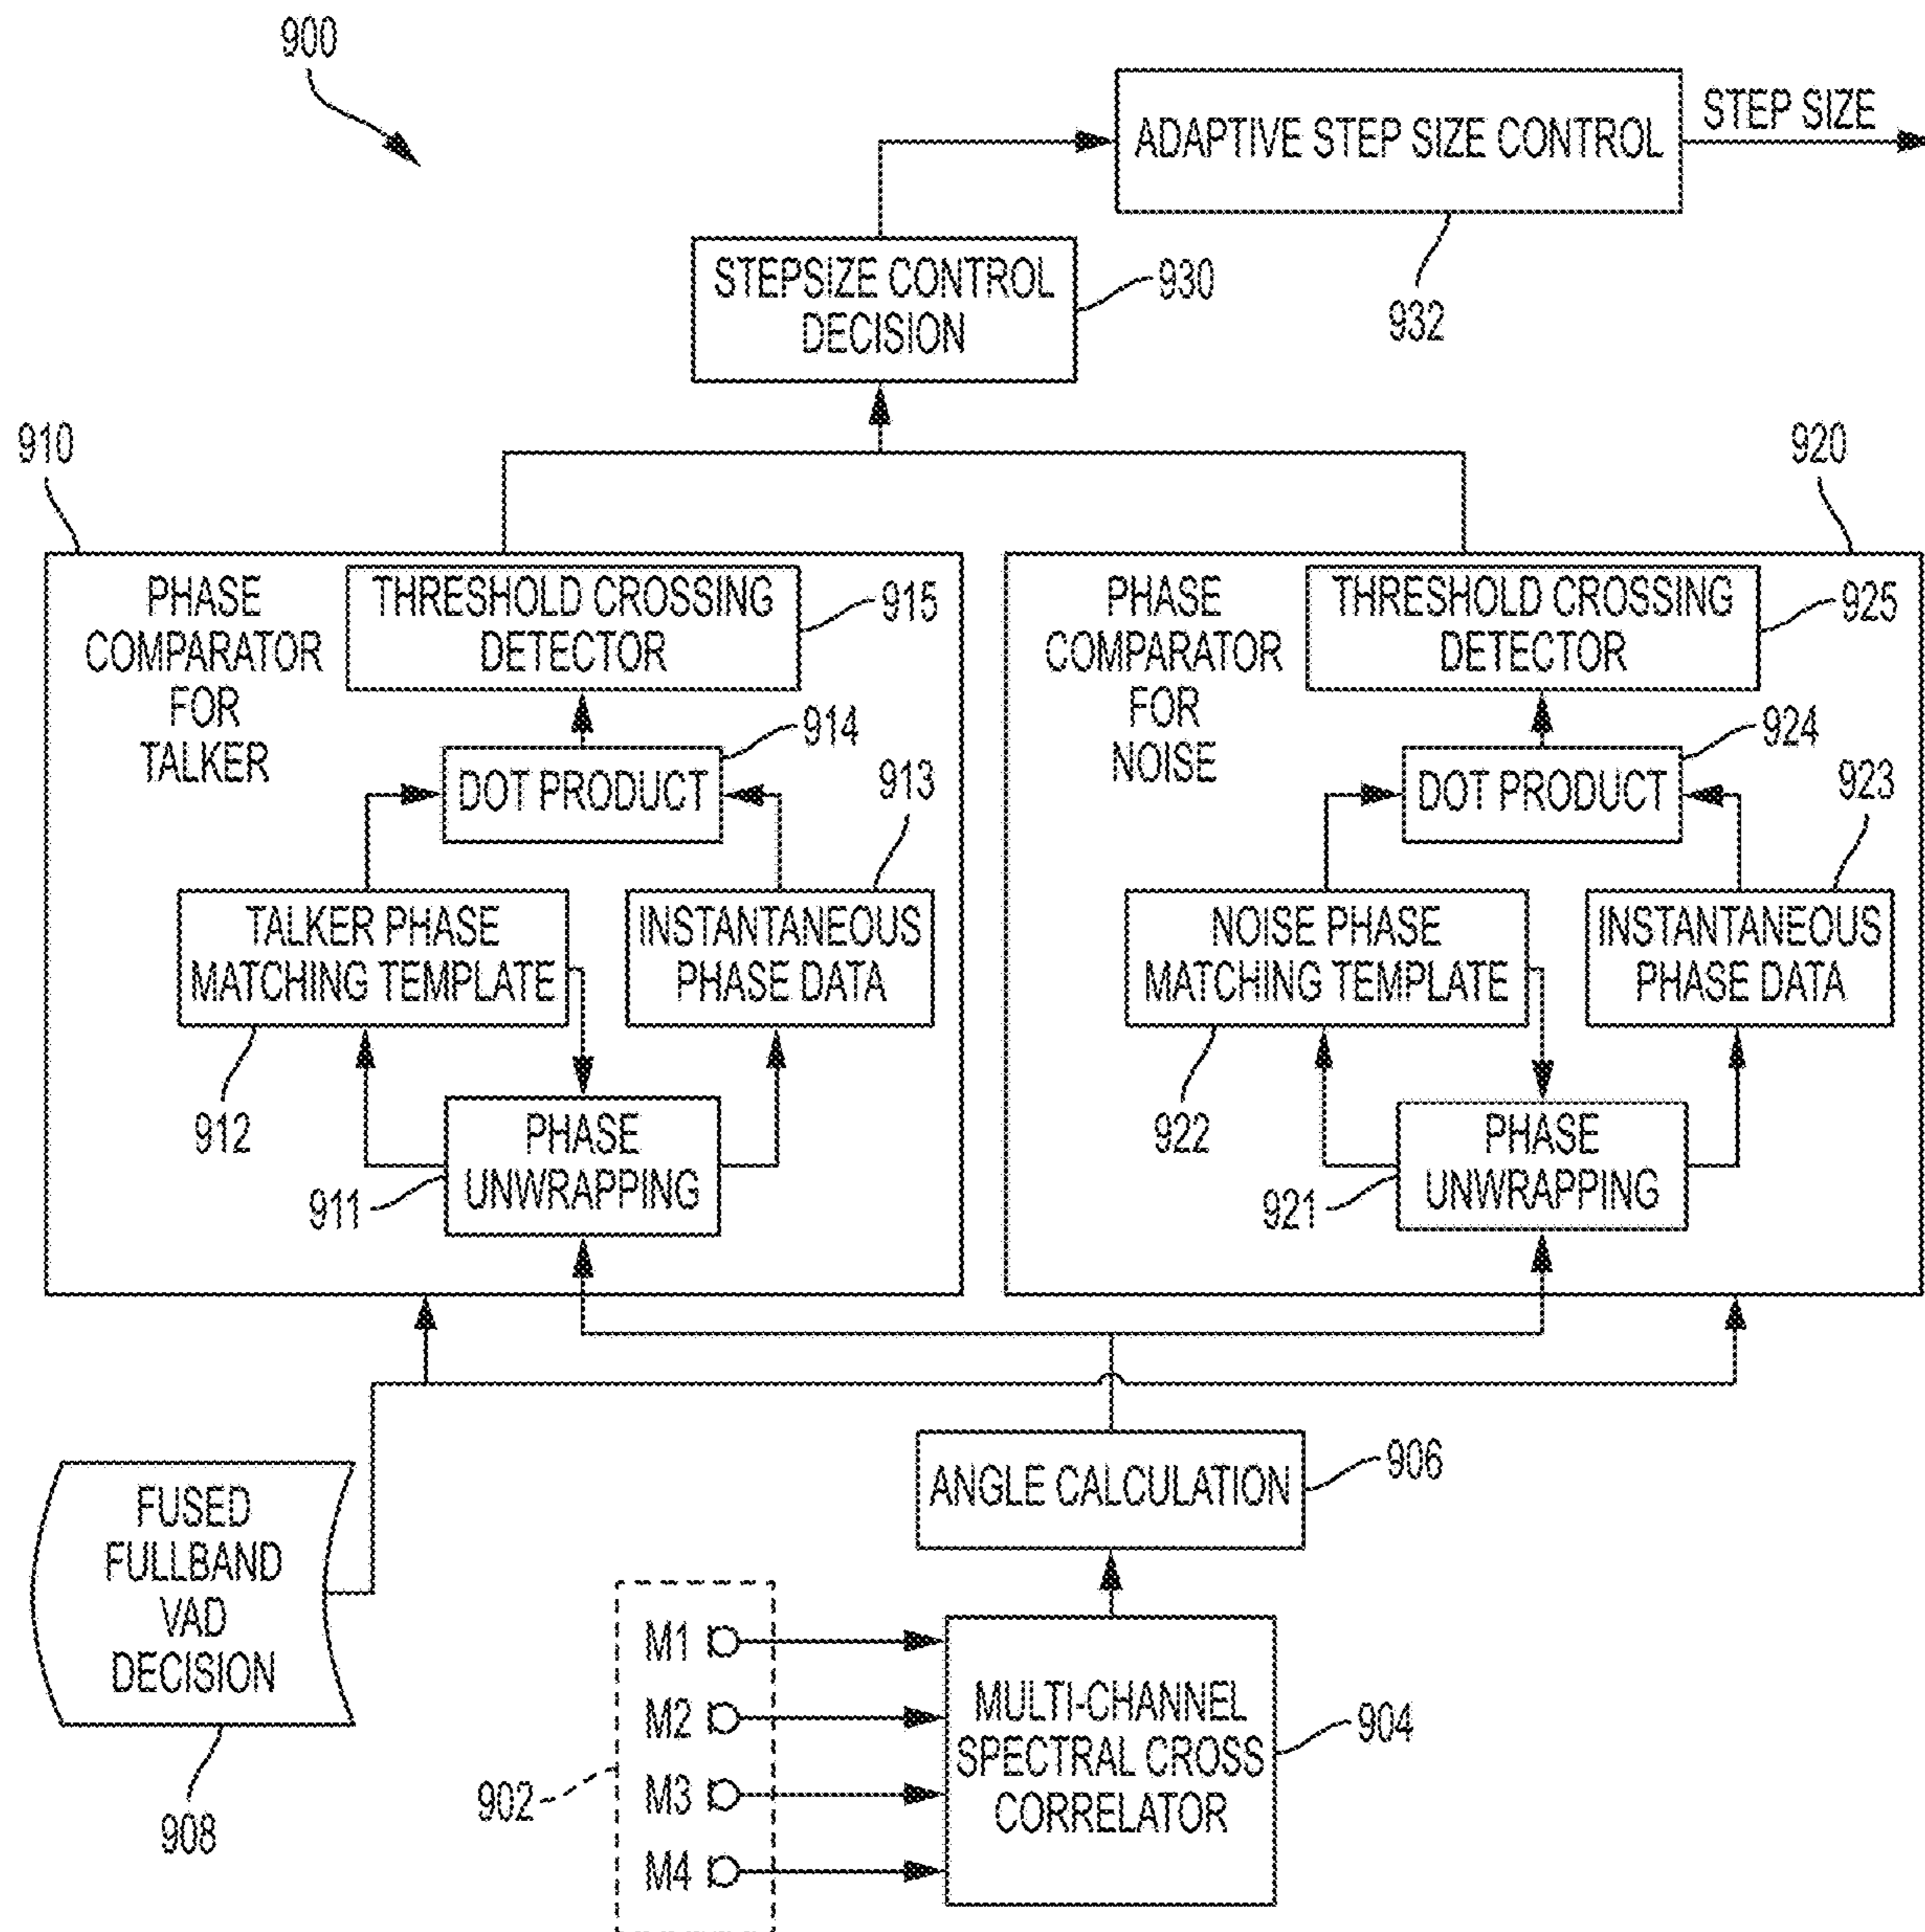 900
ADAPTIVE STEP SIZE CONTROL
STEP SIZE
932
STEPSIZE CONTROL
DECISION
930
910
920
PHASE
COMPARATOR
FOR
TALKER
THRESHOLD CROSSING
DETECTOR
915
914
DOT PRODUCT
913
TALKER PHASE
MATCHING TEMPLATE
INSTANTANEOUS
PHASE DATA
912
PHASE
UNWRAPPING
911
PHASE
COMPARATOR
FOR
NOISE
THRESHOLD CROSSING
DETECTOR
925
924
DOT PRODUCT
923
NOISE PHASE
MATCHING TEMPLATE
INSTANTANEOUS
PHASE DATA
922
PHASE
UNWRAPPING
921
ANGLE CALCULATION
906
FUSED
FULLBAND
VAD
DECISION
908
M1
M2
M3
M4
902
MULTI-CHANNEL
SPECTRAL CROSS
CORRELATOR
904